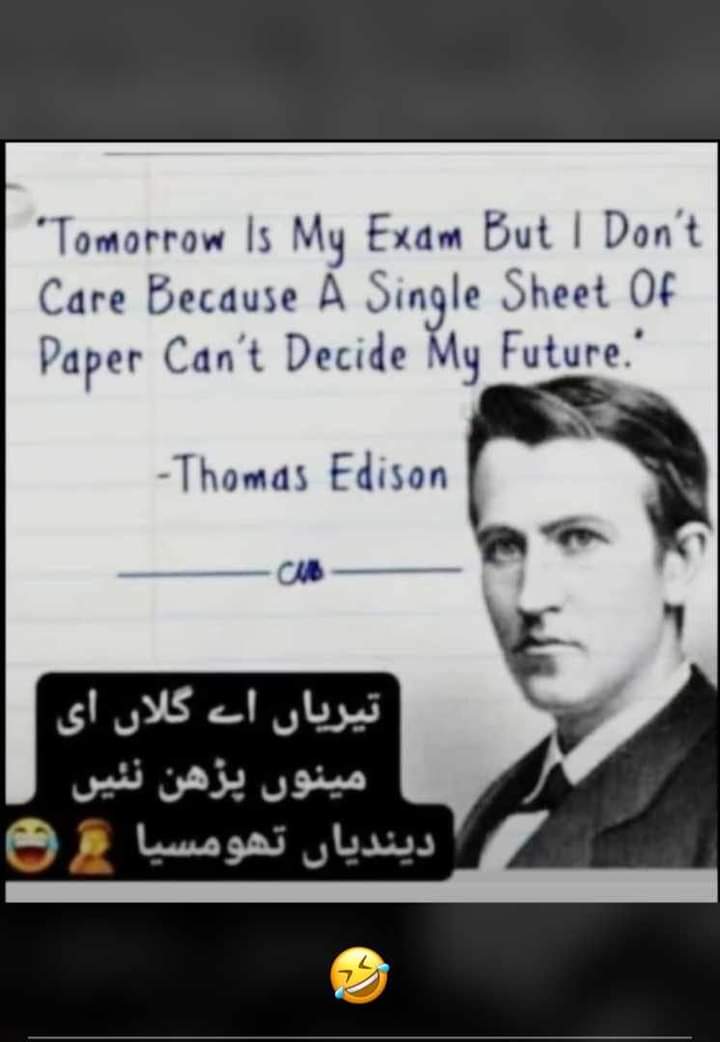 "Tomorrow Is My Exam But I Don't
Care Because A Single Sheet Of
Paper Can't Decide My Future."
-Thomas Edison
تیریاں اے گلاں ای
مینوں پڑھن نئیں
دیندیاں تھومسیا 🤦😂
🤣